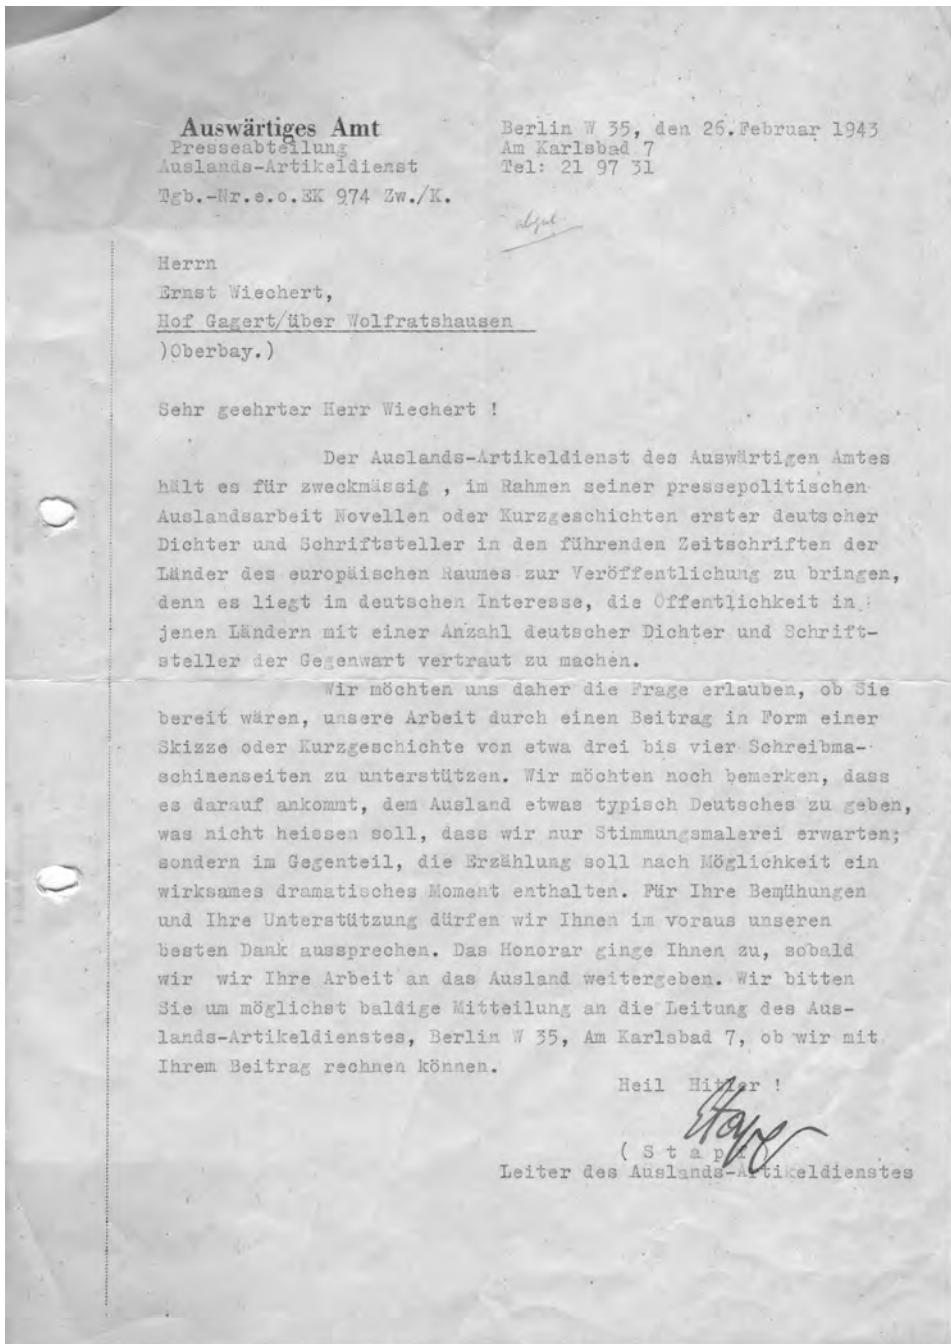 Auswärtiges Amt
Presseabteilung
Auslands-Artikeldienst
Tgb.-Nr.e.o.EK 974 Zw./K.
Berlin W 35, den 26.Februar 1943
Am Karlsbad 7
Tel: 21 97 31
Herrn
Ernst Wiechert,
Hof Gagert/über Wolfratshausen
)Oberbay.)
Sehr geehrter Herr Wiechert !
Der Auslands-Artikeldienst des Auswärtigen Amtes
hält es für zweckmässig , im Rahmen seiner pressepolitischen
Auslandsarbeit Novellen oder Kurzgeschichten erster deutscher
Dichter und Schriftsteller in den führenden Zeitschriften der
Länder des europäischen Raumes zur Veröffentlichung zu bringen,
denn es liegt im deutschen Interesse, die Öffentlichkeit in
jenen Ländern mit einer Anzahl deutscher Dichter und Schrift-
steller der Gegenwart vertraut zu machen.
Wir möchten uns daher die Frage erlauben, ob Sie
bereit wären, unsere Arbeit durch einen Beitrag in Form einer
Skizze oder Kurzgeschichte von etwa drei bis vier Schreibma-
schinenseiten zu unterstützen. Wir möchten noch bemerken, dass
es darauf ankommt, dem Ausland etwas typisch Deutsches zu geben,
was nicht heissen soll, dass wir nur Stimmungsmalerei erwarten;
sondern im Gegenteil, die Erzählung soll nach Möglichkeit ein
wirksames dramatisches Moment enthalten. Für Ihre Bemühungen
und Ihre Unterstützung dürfen wir Ihnen im voraus unseren
besten Dank aussprechen. Das Honorar ginge Ihnen zu, sobald
wir wir Ihre Arbeit an das Ausland weitergeben. Wir bitten
Sie um möglichst baldige Mitteilung an die Leitung des Aus-
lands-Artikeldienstes, Berlin W 35, Am Karlsbad 7, ob wir mit
Ihrem Beitrag rechnen können.
Heil Hitler !
Leiter des Auslands-Artikeldienstes